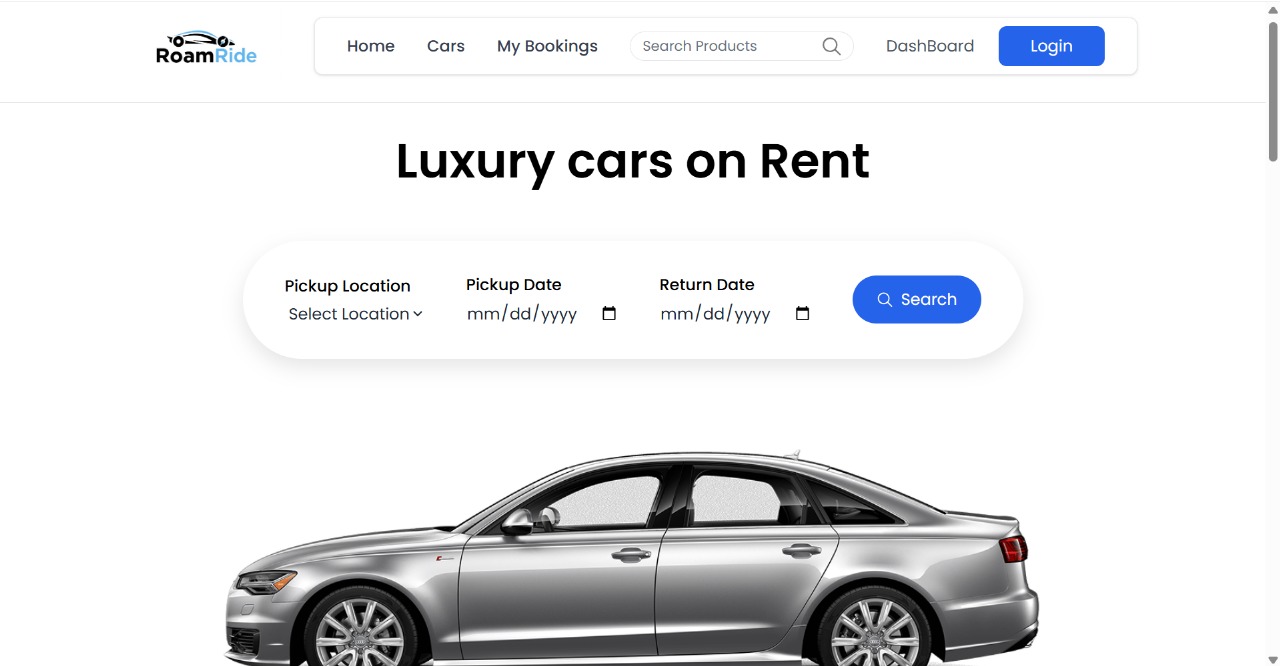 RoamRide
Home Cars My Bookings Search Products DashBoard Login
Luxury cars on Rent
Pickup Location Pickup Date Return Date
Select Location mm/dd/yyyy mm/dd/yyyy Search